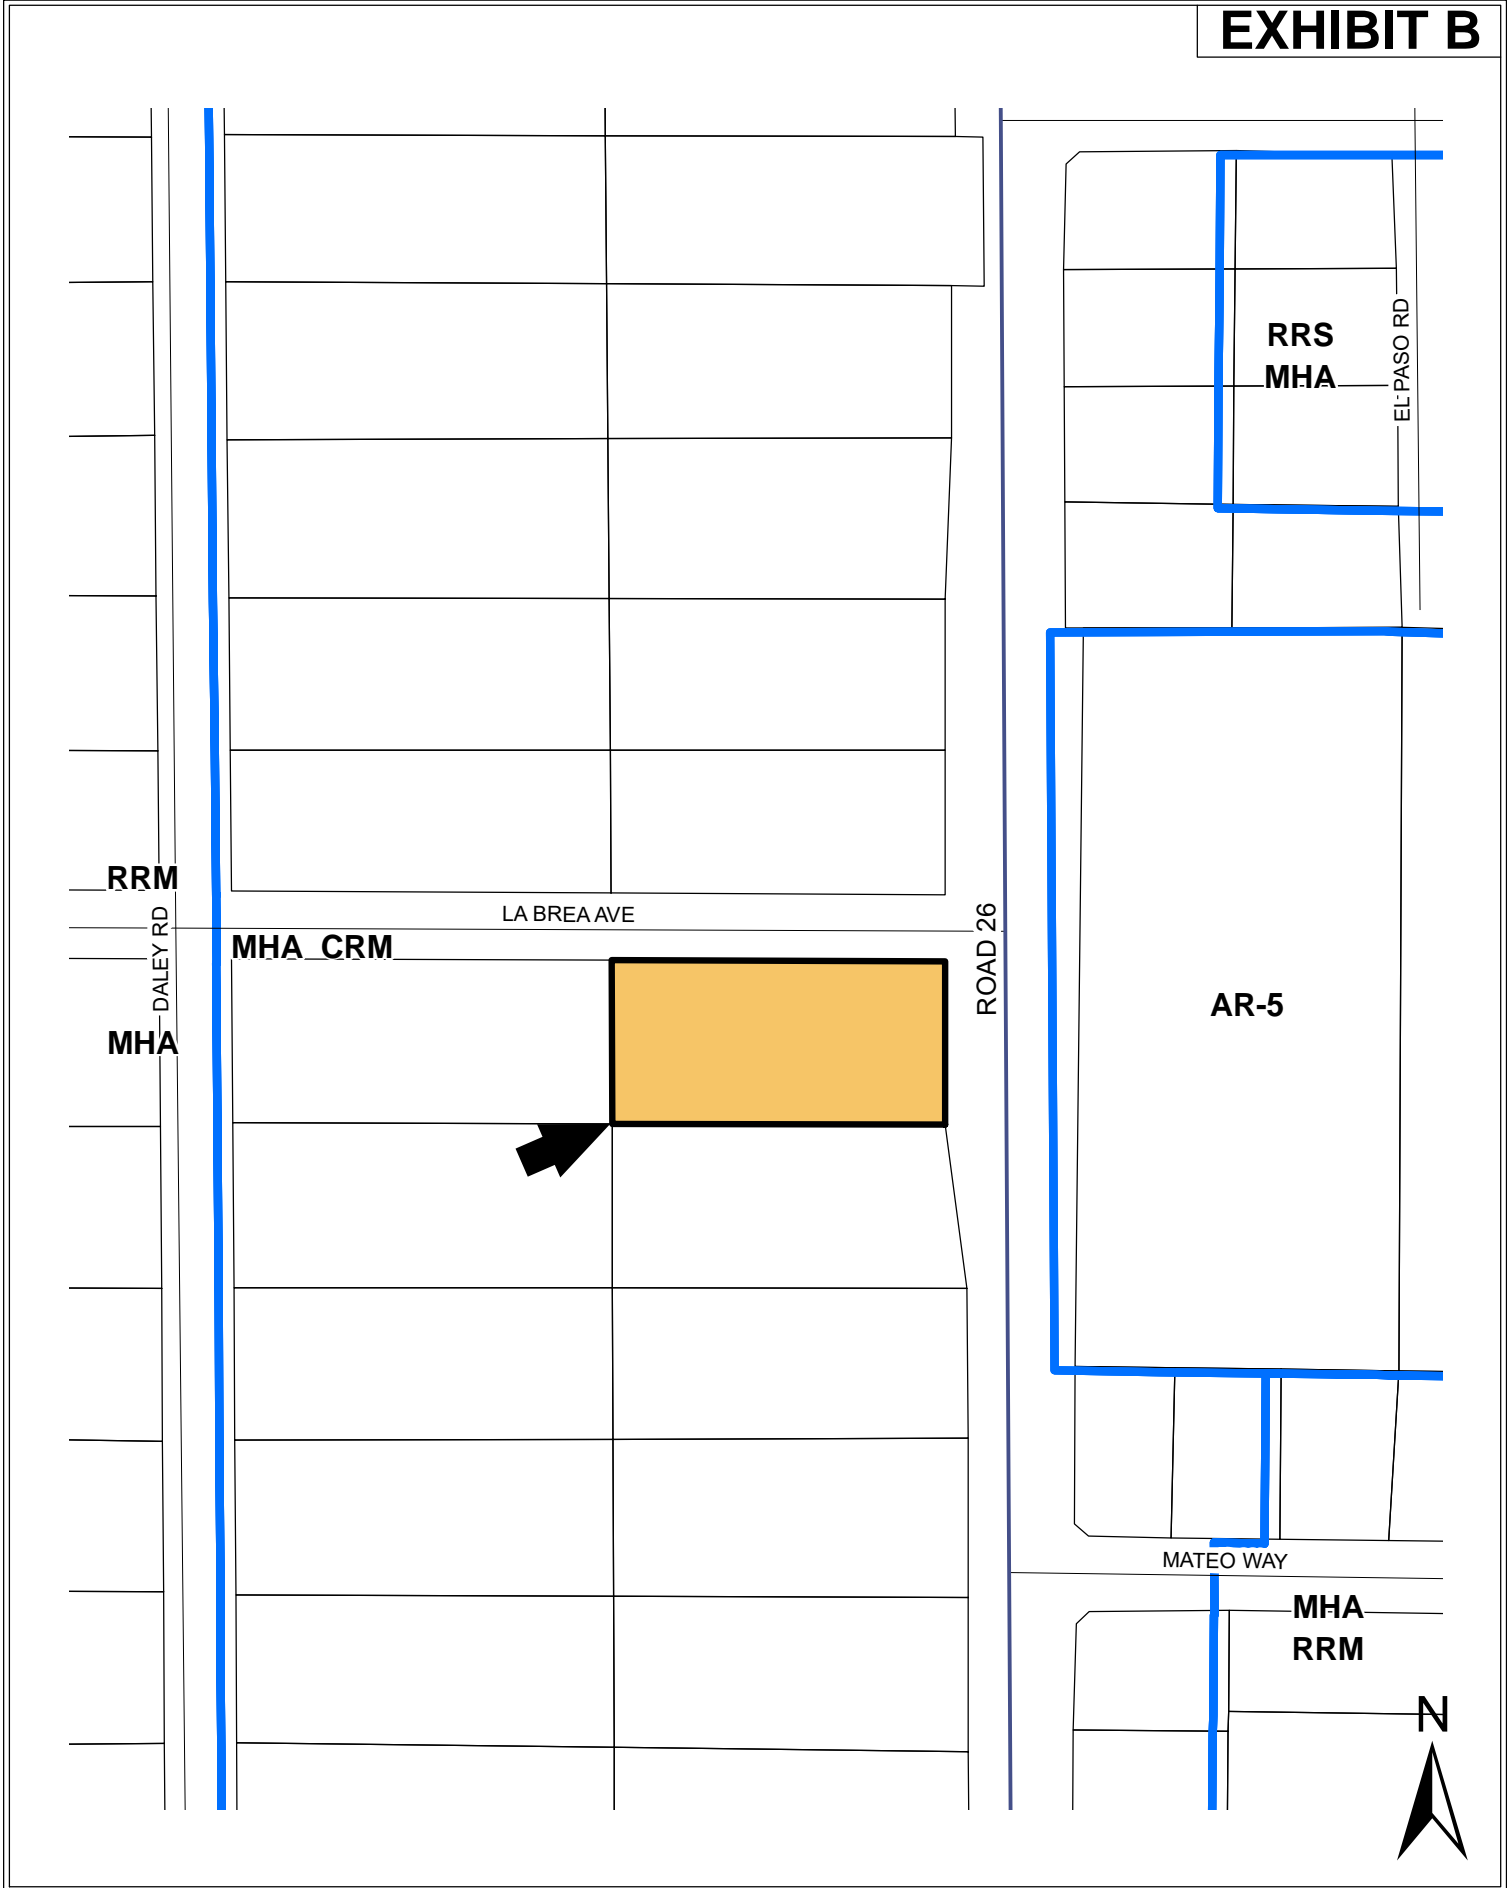 EXHIBIT B
RRS
MHA
EL PASO RD
RRM
LA BREA AVE
ROAD 26
DALEY RD
MHA CRM
AR-5
MHA
MATEO WAY
MHA
RRM
N